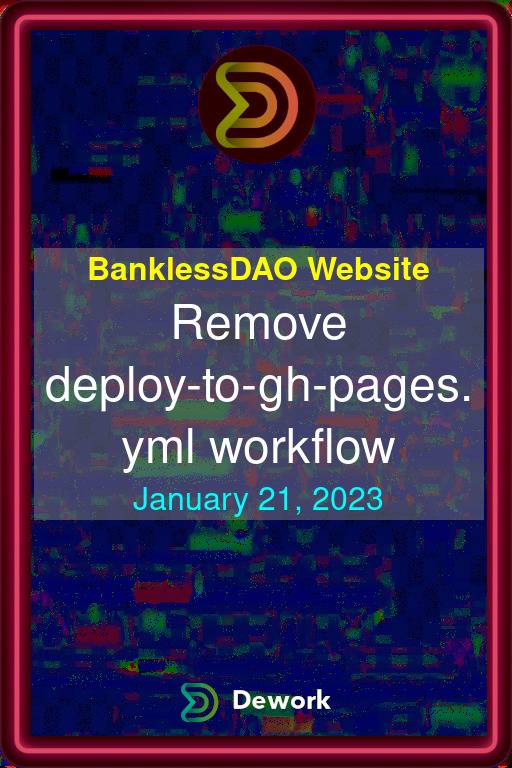 BanklessDAO Website
Remove
deploy-to-gh-pages.
yml workflow
January 21, 2023
Dework